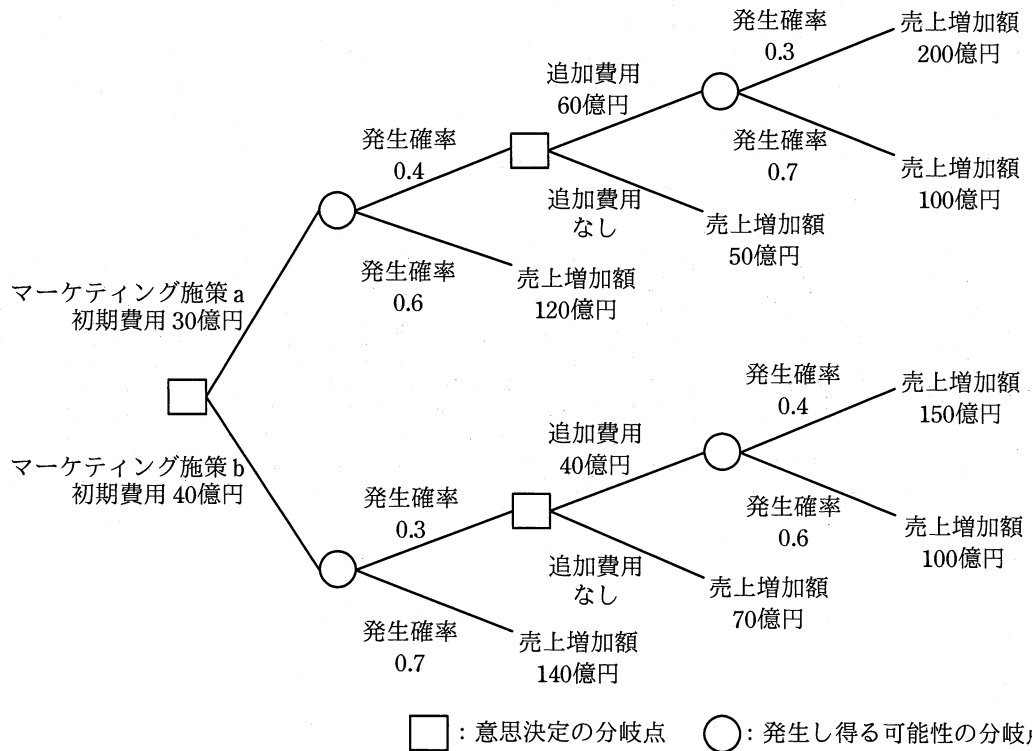 発生確率
0.3
売上増加額
200億円
追加費用
60億円
発生確率
0.7
売上増加額
100億円
発生確率
0.4
追加費用
なし
売上増加額
50億円
発生確率
0.6
売上増加額
120億円
マーケティング施策a
初期費用 30億円
マーケティング施策b
初期費用 40億円
発生確率
0.4
売上増加額
150億円
追加費用
40億円
発生確率
0.6
売上増加額
100億円
発生確率
0.3
追加費用
なし
売上増加額
70億円
発生確率
0.7
売上増加額
140億円
：意思決定の分岐点
：発生し得る可能性の分岐